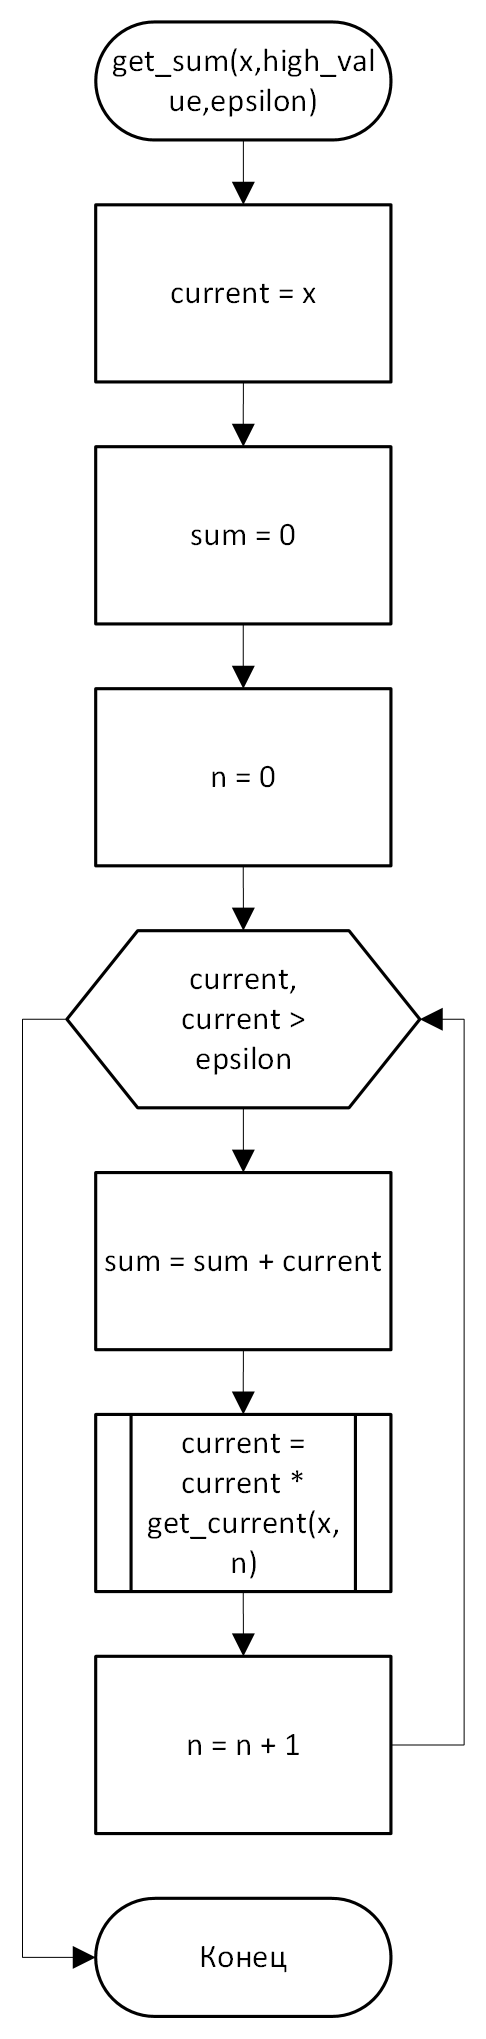 get_sum(x,high_val
ue,epsilon)
current = x
sum = 0
n = 0
current,
current >
epsilon
sum = sum + current
current =
current *
get_current(x,
n)
n = n + 1
Конец